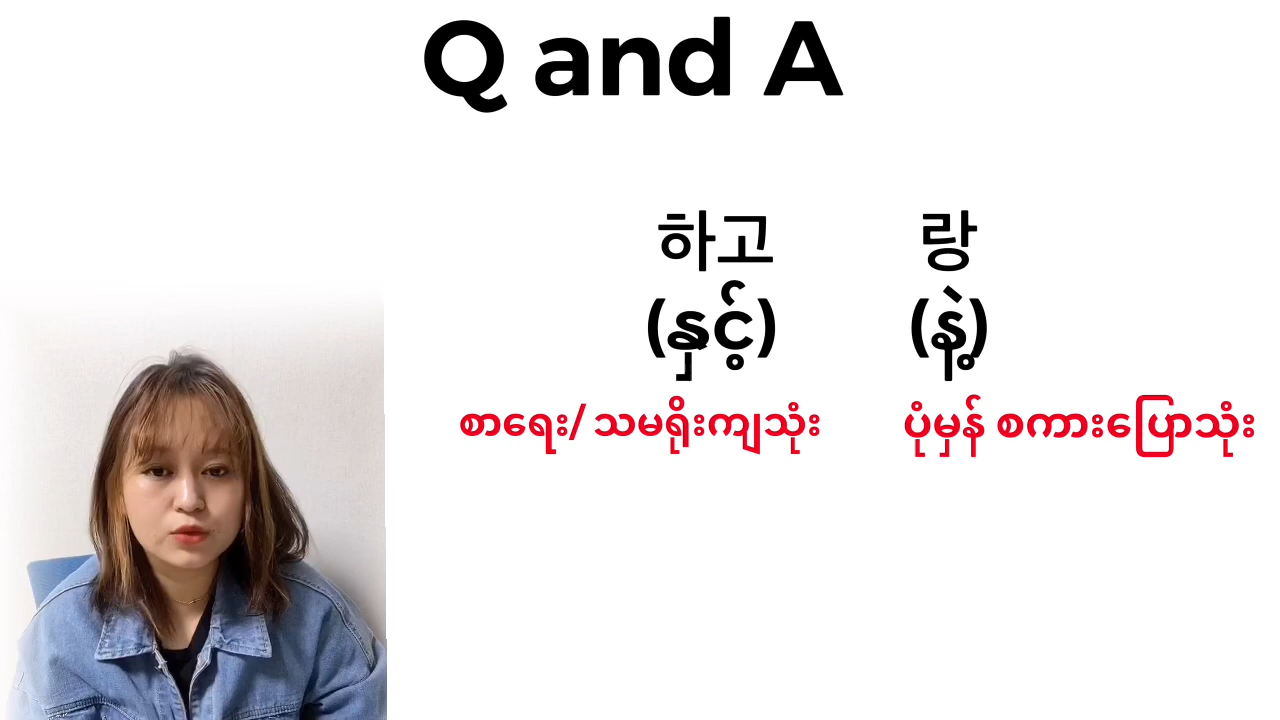 Q and A
하고 랑
(နှင့်) (နဲ့)
စာရေး/ သမရိုးကျသုံး ပုံမှန် စကားပြောသုံး